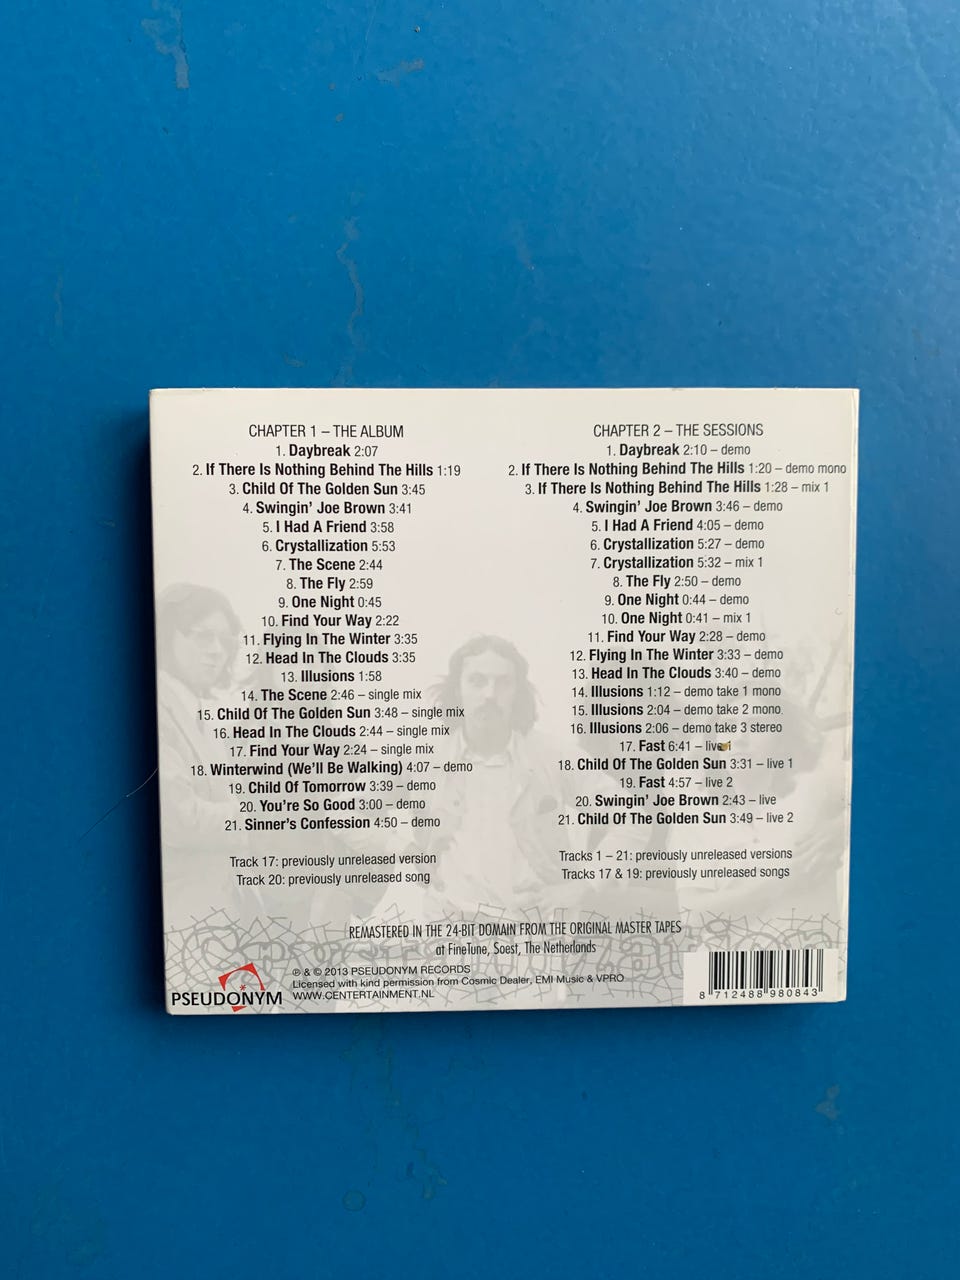 CHAPTER 1 – THE ALBUM
1. Daybreak 2:07
2. If There Is Nothing Behind The Hills 1:19
3. Child Of The Golden Sun 3:45
4. Swingin' Joe Brown 3:41
5. I Had A Friend 3:58
6. Crystallization 5:53
7. The Scene 2:44
8. The Fly 2:59
9. One Night 0:45
10. Find Your Way 2:22
11. Flying In The Winter 3:35
12. Head In The Clouds 3:35
13. Illusions 1:58
14. The Scene 2:46 – single mix
15. Child Of The Golden Sun 3:48 – single mix
16. Head In The Clouds 2:44 – single mix
17. Find Your Way 2:24 – single mix
18. Winterwind (We'll Be Walking) 4:07 – demo
19. Child Of Tomorrow 3:39 – demo
20. You're So Good 3:00 – demo
21. Sinner's Confession 4:50 – demo
Track 17: previously unreleased version
Track 20: previously unreleased song
CHAPTER 2 – THE SESSIONS
1. Daybreak 2:10 – demo
2. If There Is Nothing Behind The Hills 1:20 – demo mono
3. If There Is Nothing Behind The Hills 1:28 – mix 1
4. Swingin' Joe Brown 3:46 – demo
5. I Had A Friend 4:05 – demo
6. Crystallization 5:27 – demo
7. Crystallization 5:32 – mix 1
8. The Fly 2:50 – demo
9. One Night 0:44 – demo
10. One Night 0:41 – mix 1
11. Find Your Way 2:28 – demo
12. Flying In The Winter 3:33 – demo
13. Head In The Clouds 3:40 – demo
14. Illusions 1:12 – demo take 1 mono
15. Illusions 2:04 – demo take 2 mono
16. Illusions 2:06 – demo take 3 stereo
17. Fast 6:41 – live 1
18. Child Of The Golden Sun 3:31 – live 1
19. Fast 4:57 – live 2
20. Swingin' Joe Brown 2:43 – live
21. Child Of The Golden Sun 3:49 – live 2
Tracks 1 – 21: previously unreleased versions
Tracks 17 & 19: previously unreleased songs
REMASTERED IN THE 24-BIT DOMAIN FROM THE ORIGINAL MASTER TAPES
at FineTune, Soest, The Netherlands
PSEUDONYM
℗ & © 2013 PSEUDONYM RECORDS
Licensed with kind permission from Cosmic Dealer, EMI Music & VPRO
WWW.CENTERTAINMENT.NL
8 712488 980843